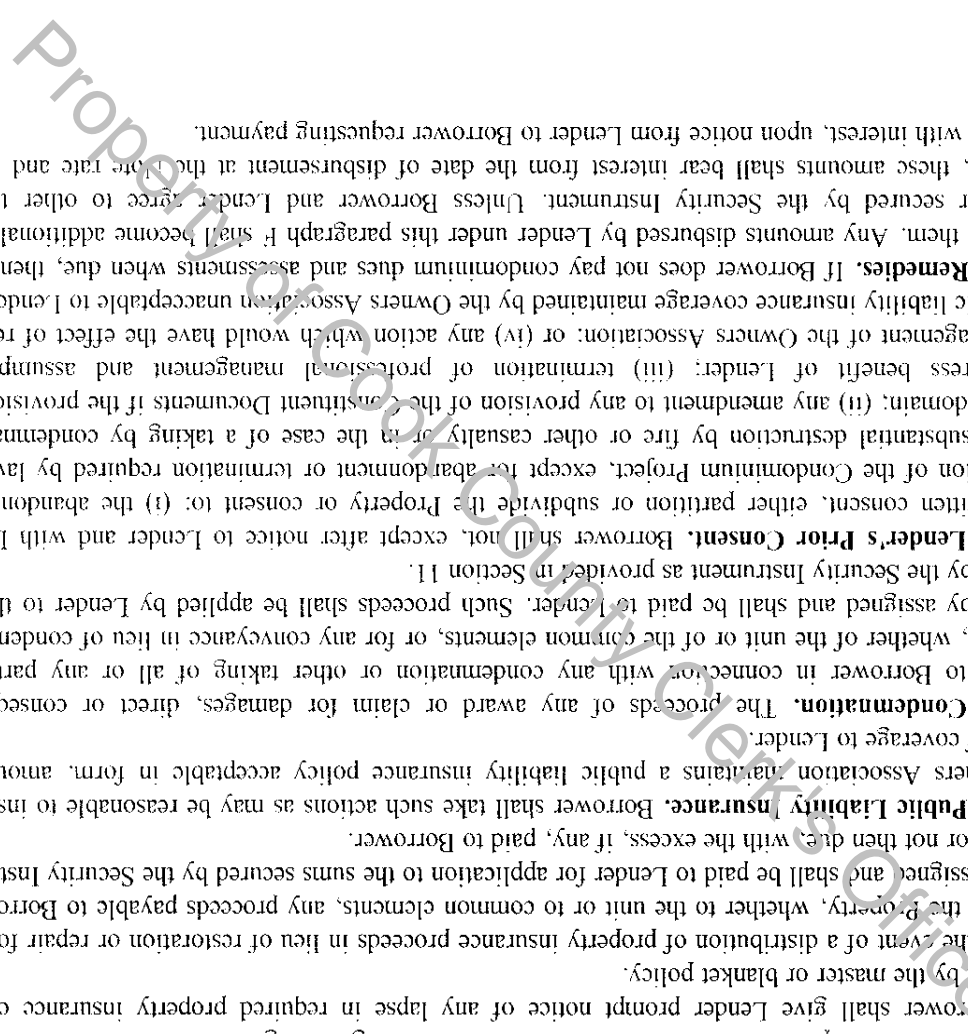 rower shall give Lender prompt notice of any lapse in required property insurance c
by the master or blanket policy.
he event of a distribution of property insurance proceeds in lieu of restoration or repair fo
the Property, whether to the unit or to common elements, any proceeds payable to Borro
ssigned and shall be paid to Lender for application to the sums secured by the Security Inst
or not then due, with the excess, if any, paid to Borrower.
Public Liability Insurance. Borrower shall take such actions as may be reasonable to ins
ners Association maintains a public liability insurance policy acceptable in form, amou
f coverage to Lender.
Condemnation. The proceeds of any award or claim for damages, direct or conseq
to Borrower in connection with any condemnation or other taking of all or any part
, whether of the unit or of the common elements, or for any conveyance in lieu of conden
by assigned and shall be paid to Lender. Such proceeds shall be applied by Lender to th
by the Security Instrument as provided in Section 11.
Lender's Prior Consent. Borrower shall not, except after notice to Lender and with L
itten consent, either partition or subdivide the Property or consent to: (i) the abandon
ion of the Condominium Project, except for abandonment or termination required by lav
substantial destruction by fire or other casualty or in the case of a taking by condemna
domain; (ii) any amendment to any provision of the Constituent Documents if the provisio
ress benefit of Lender; (iii) termination of professional management and assump
agement of the Owners Association; or (iv) any action which would have the effect of re
c liability insurance coverage maintained by the Owners Association unacceptable to Lende
Remedies. If Borrower does not pay condominium dues and assessments when due, then
them. Any amounts disbursed by Lender under this paragraph F shall become additional
r secured by the Security Instrument. Unless Borrower and Lender agree to other t
, these amounts shall bear interest from the date of disbursement at the Note rate and
with interest, upon notice from Lender to Borrower requesting payment.
Property of Cook County Clerk's Office